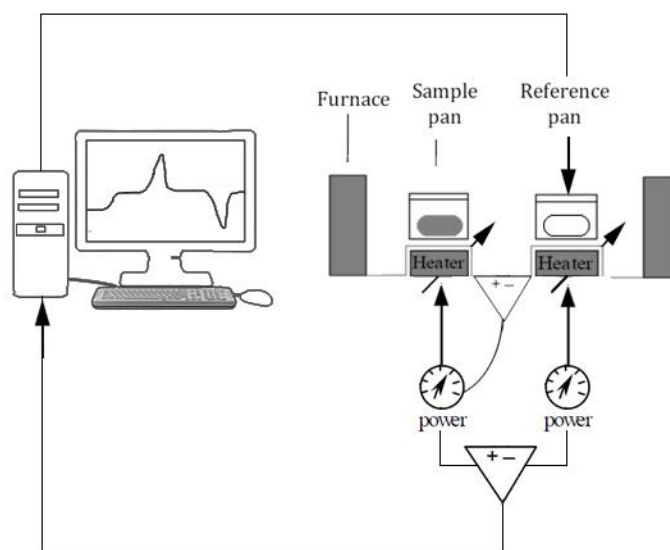 Furnace
Sample
pan
Reference
pan
Heater
Heater
+ –
power
power
+ –